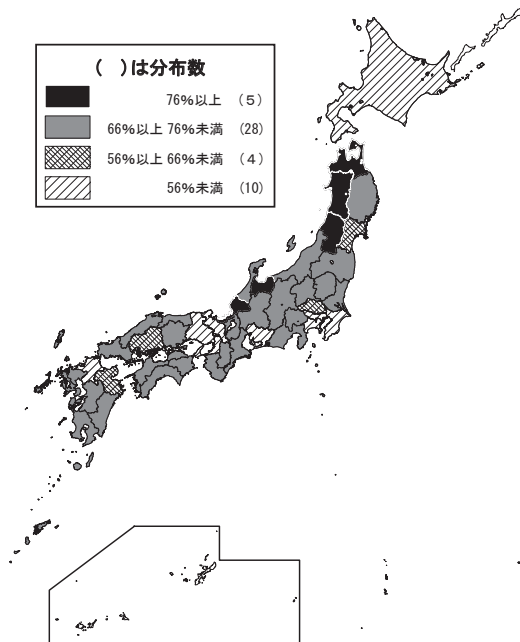 (　)は分布数
76%以上 (5)
66%以上 76%未満 (28)
56%以上 66%未満 (4)
56%未満 (10)